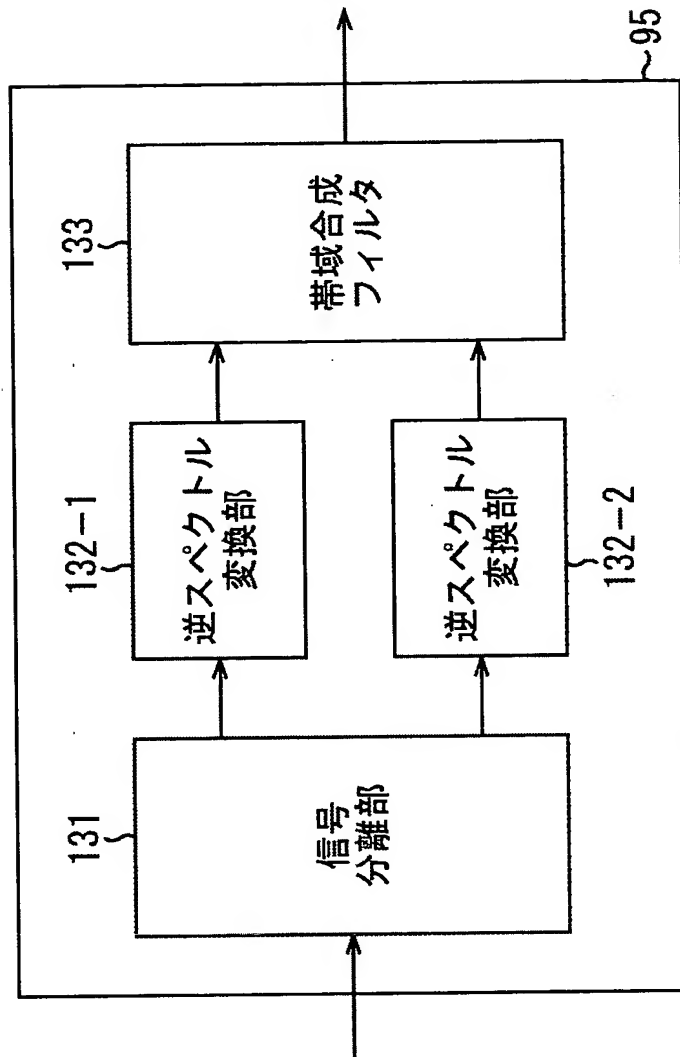 131
信号
分離部
132-1
逆スペクトル
変換部
逆スペクトル
変換部
132-2
133
帯域合成
フィルタ
95